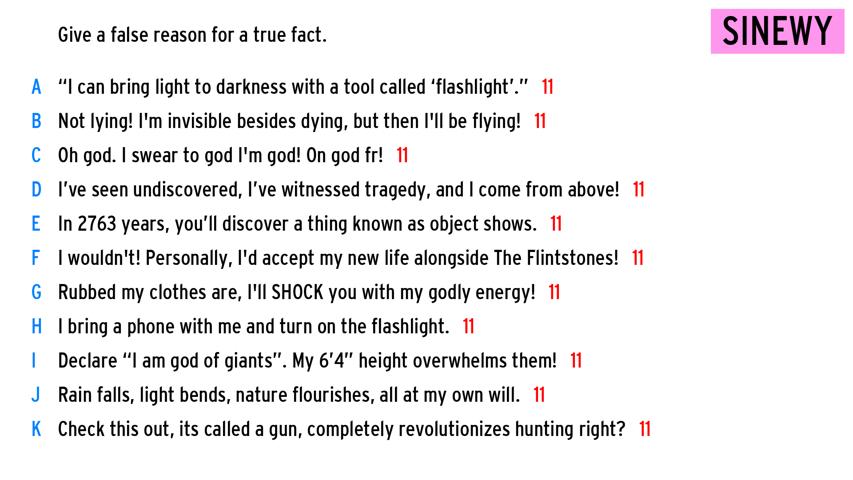 Give a false reason for a true fact.
SINEWY
A “I can bring light to darkness with a tool called ‘flashlight’.” 11
B Not lying! I'm invisible besides dying, but then I'll be flying! 11
C Oh god. I swear to god I'm god! On god fr! 11
D I’ve seen undiscovered, I’ve witnessed tragedy, and I come from above! 11
E In 2763 years, you’ll discover a thing known as object shows. 11
F I wouldn't! Personally, I'd accept my new life alongside The Flintstones! 11
G Rubbed my clothes are, I'll SHOCK you with my godly energy! 11
H I bring a phone with me and turn on the flashlight. 11
I Declare “I am god of giants”. My 6’4” height overwhelms them! 11
J Rain falls, light bends, nature flourishes, all at my own will. 11
K Check this out, its called a gun, completely revolutionizes hunting right? 11